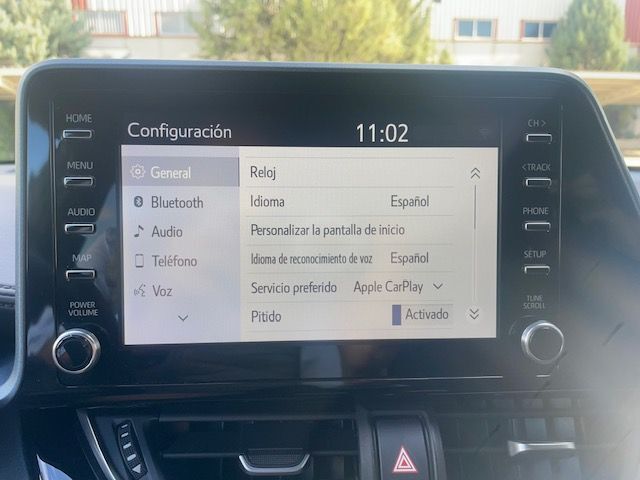 HOME
MENU
AUDIO
MAP
POWER
VOLUME
Configuración
11:02
General
Bluetooth
Audio
Teléfono
Voz
Reloj
Idioma Español
Personalizar la pantalla de inicio
Idioma de reconocimiento de voz Español
Servicio preferido Apple CarPlay
Pitido Activado
CH >
< TRACK
PHONE
SETUP
TUNE
SCROLL